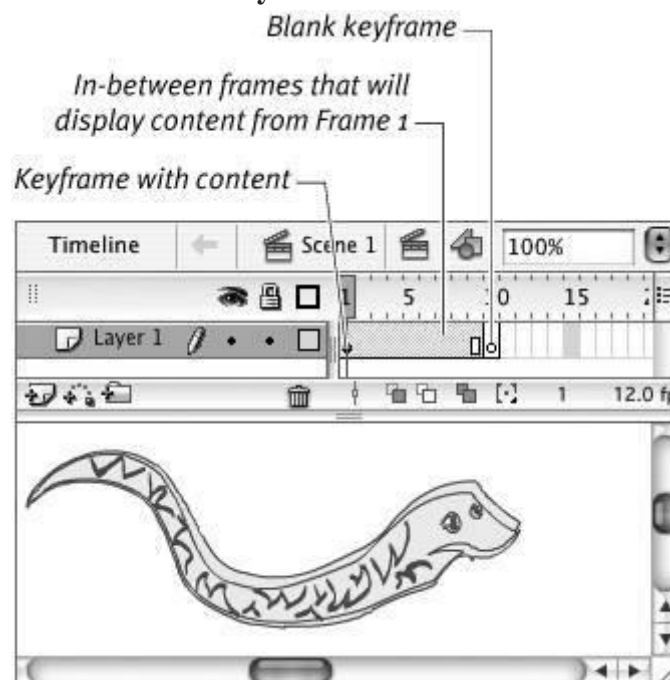 Blank keyframe
In-between frames that will
display content from Frame 1
Keyframe with content
Timeline Scene 1 100%
1 5 0 15
Layer 1
1 12.0 f